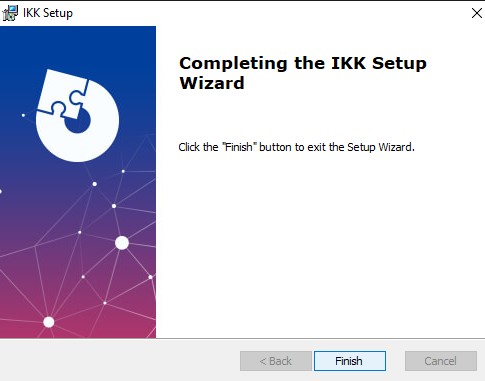 IKK Setup
Completing the IKK Setup
Wizard
Click the "Finish" button to exit the Setup Wizard.
< Back
Finish
Cancel